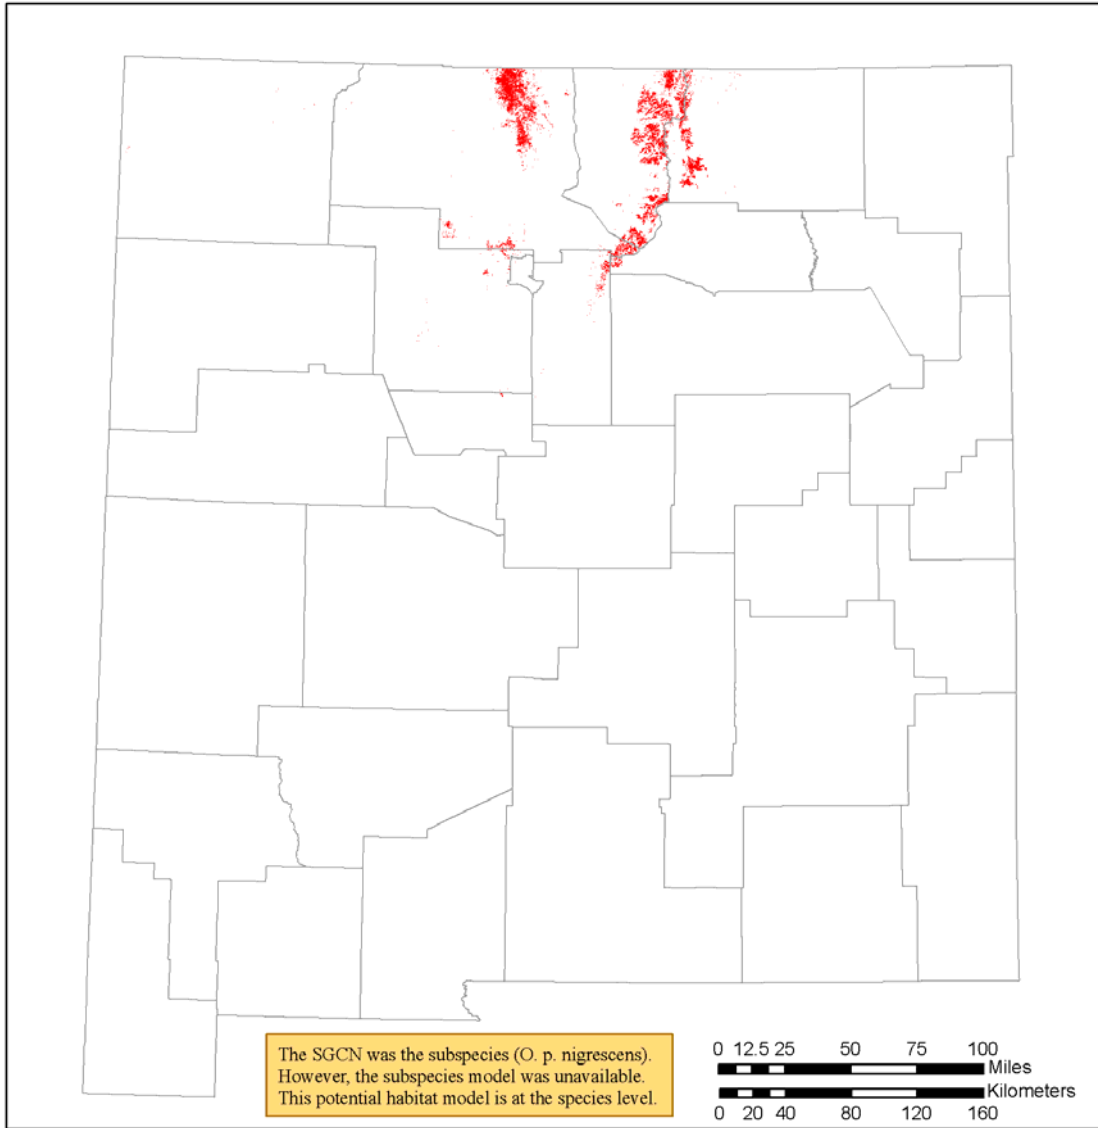 The SGCN was the subspecies (O. p. nigrescens).
However, the subspecies model was unavailable.
This potential habitat model is at the species level.
0 12.5 25 50 75 100
Miles
Kilometers
0 20 40 80 120 160